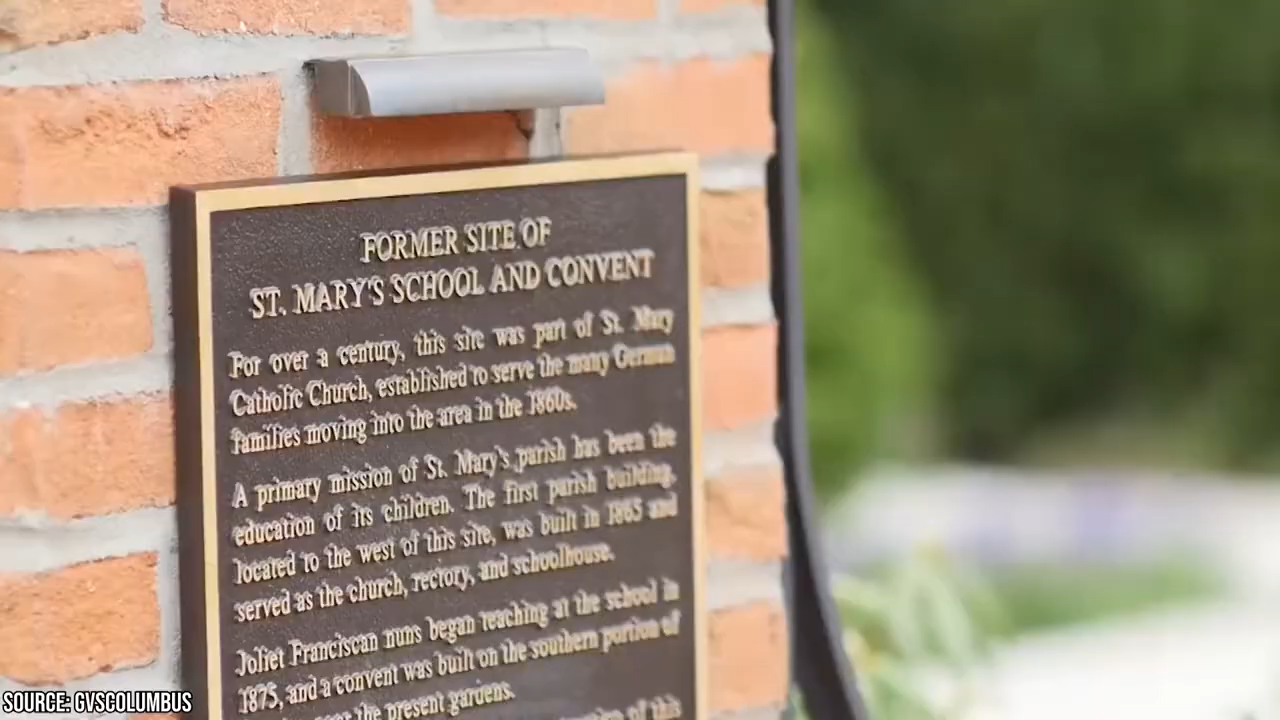 FORMER SITE OF
ST. MARY'S SCHOOL AND CONVENT
For over a century, this site was part of St. Mary
Catholic Church, established to serve the many German
families moving into the area in the 1860s.
A primary mission of St. Mary's parish has been the
education of its children. The first parish building,
located to the west of this site, was built in 1865 and
served as the church, rectory, and schoolhouse.
Joliet Franciscan nuns began teaching at the school in
1875, and a convent was built on the southern portion of
the present gardens.
of this
SOURCE: GVSCOLUMBUS